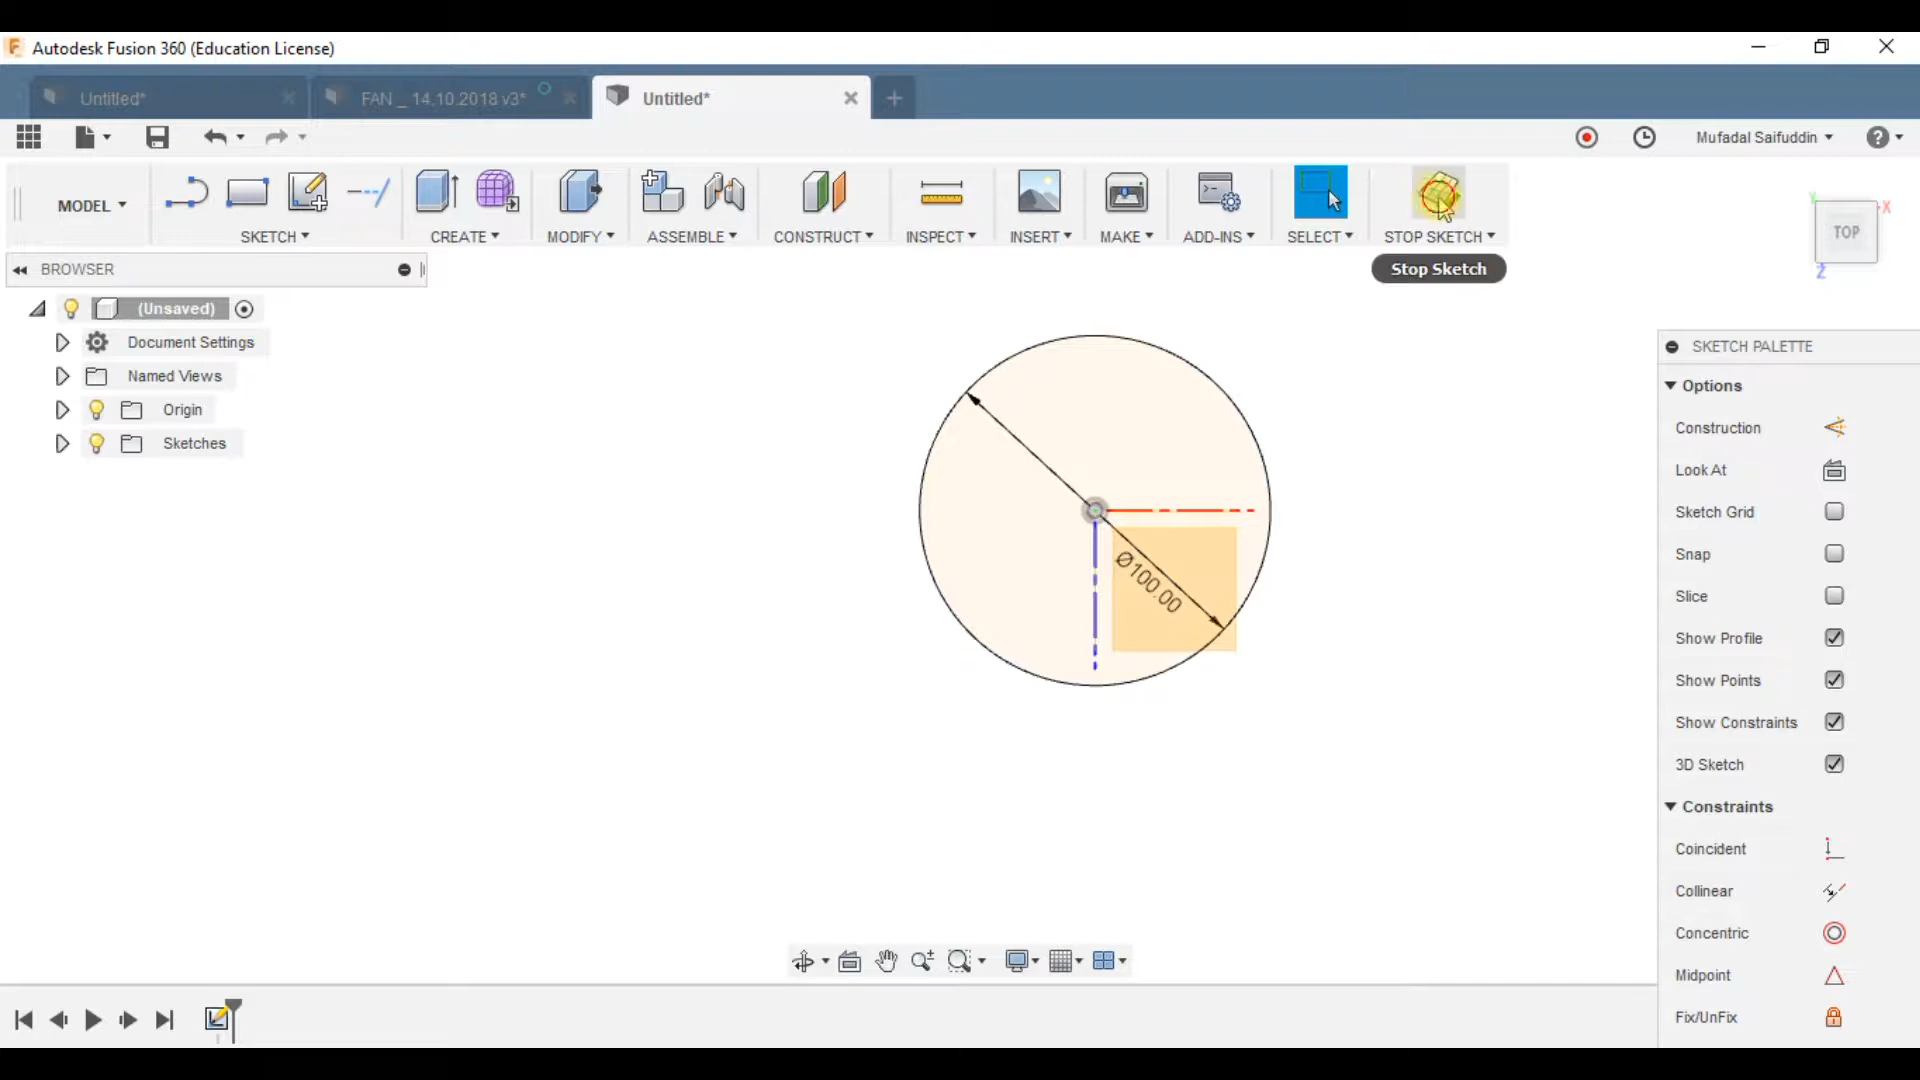 Autodesk Fusion 360 (Education License)
Untitled*
FAN _ 14.10.2018 v3*
Untitled*
Mufadal Saifuddin
MODEL
SKETCH
CREATE
MODIFY
ASSEMBLE
CONSTRUCT
INSPECT
INSERT
MAKE
ADD-INS
SELECT
STOP SKETCH
Stop Sketch
TOP
X
Y
Z
BROWSER
(Unsaved)
Document Settings
Named Views
Origin
Sketches
Ø100.00
SKETCH PALETTE
Options
Construction
Look At
Sketch Grid
Snap
Slice
Show Profile
Show Points
Show Constraints
3D Sketch
Constraints
Coincident
Collinear
Concentric
Midpoint
Fix/UnFix